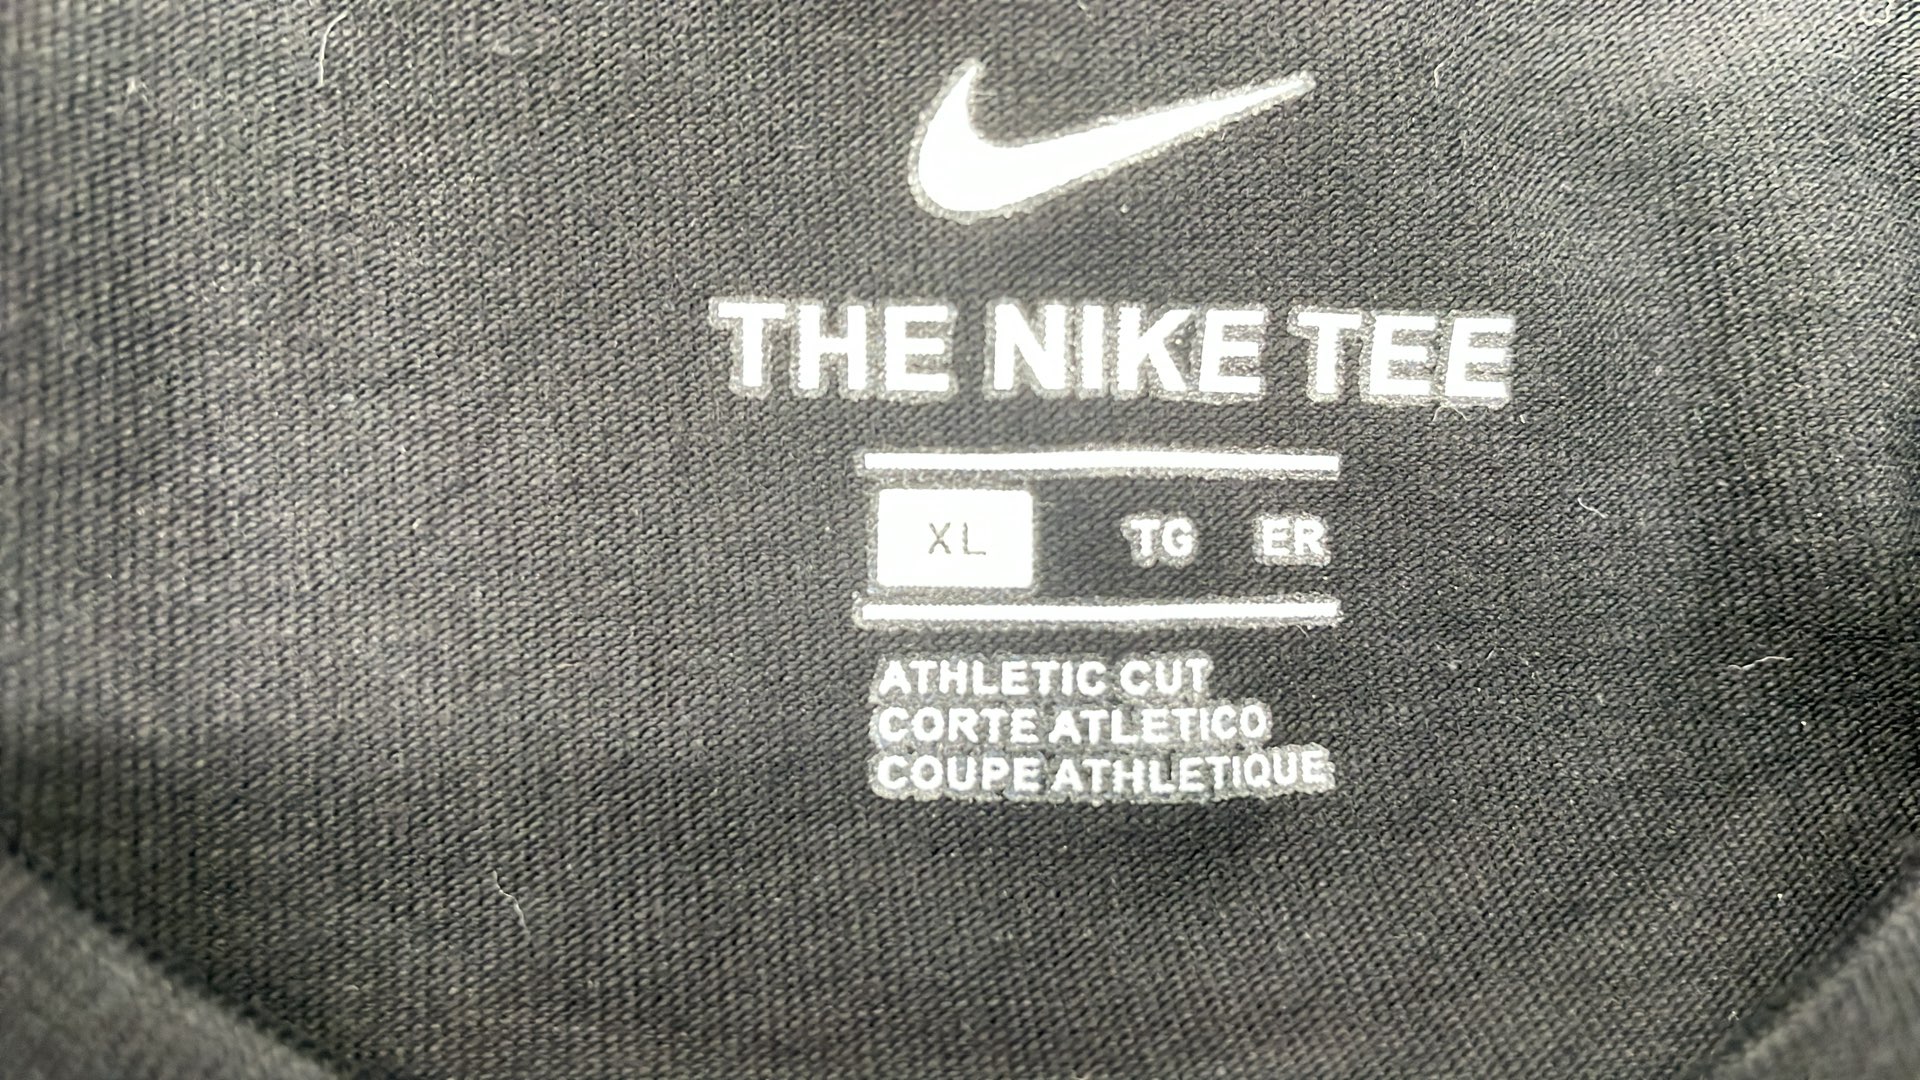 THE NIKE TEE
XL TG ER
ATHLETIC CUT
CORTE ATLETICO
COUPE ATHLETIQUE